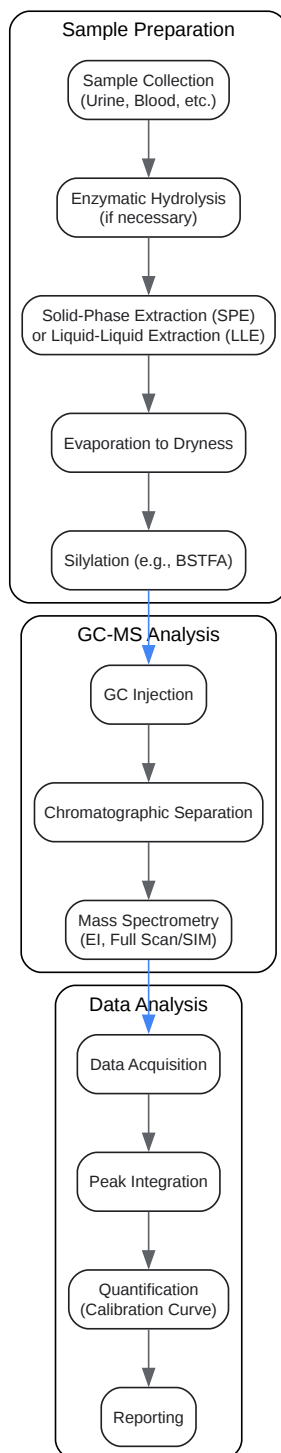 Sample Preparation
Sample Collection
(Urine, Blood, etc.)
Enzymatic Hydrolysis
(if necessary)
Solid-Phase Extraction (SPE)
or Liquid-Liquid Extraction (LLE)
Evaporation to Dryness
Silylation (e.g., BSTFA)
GC-MS Analysis
GC Injection
Chromatographic Separation
Mass Spectrometry
(EI, Full Scan/SIM)
Data Analysis
Data Acquisition
Peak Integration
Quantification
(Calibration Curve)
Reporting